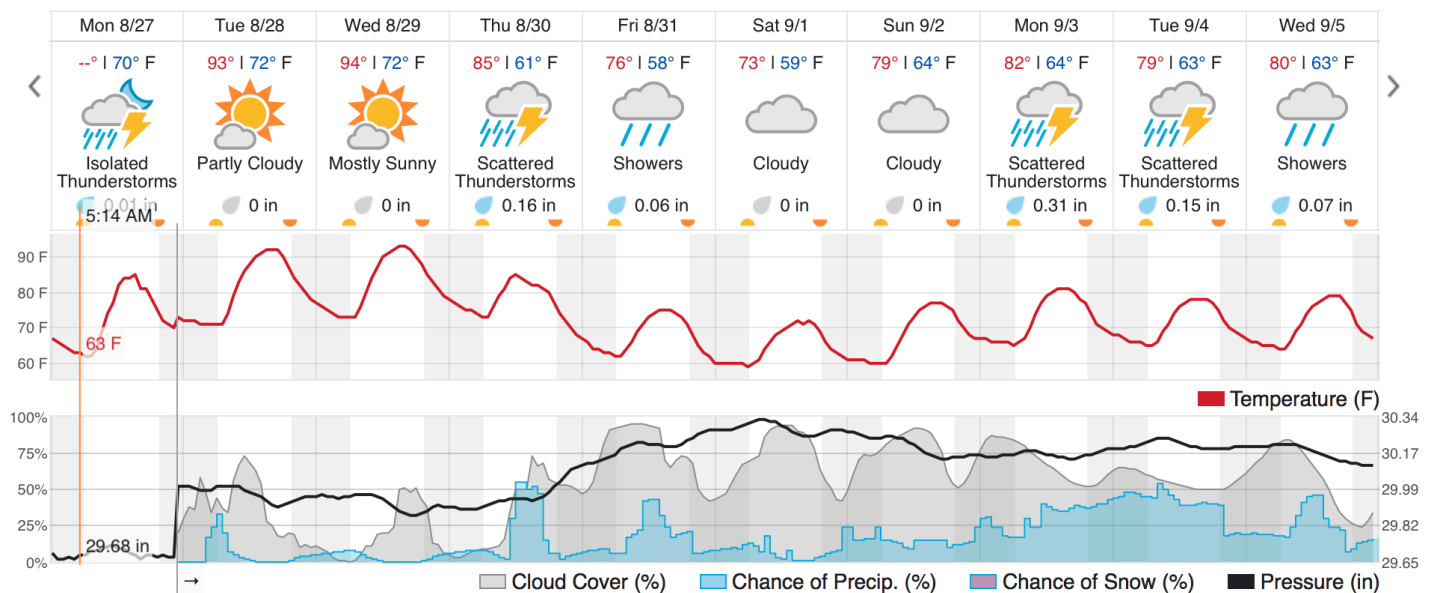 Mon 8/27 Tue 8/28 Wed 8/29 Thu 8/30 Fri 8/31 Sat 9/1 Sun 9/2 Mon 9/3 Tue 9/4 Wed 9/5
--° | 70° F 93° | 72° F 94° | 72° F 85° | 61° F 76° | 58° F 73° | 59° F 79° | 64° F 82° | 64° F 79° | 63° F 80° | 63° F
Isolated Partly Cloudy Mostly Sunny Scattered Showers Cloudy Cloudy Scattered Scattered Showers
Thunderstorms Thunderstorms Thunderstorms Thunderstorms
0.01 in 0 in 0 in 0.16 in 0.06 in 0 in 0 in 0.31 in 0.15 in 0.07 in
5:14 AM
90 F
80 F
70 F
63 F
60 F
Temperature (F)
100% 30.34
75% 30.17
50% 29.99
25% 29.82
29.68 in
0% 29.65
→ Cloud Cover (%) Chance of Precip. (%) Chance of Snow (%) Pressure (in)